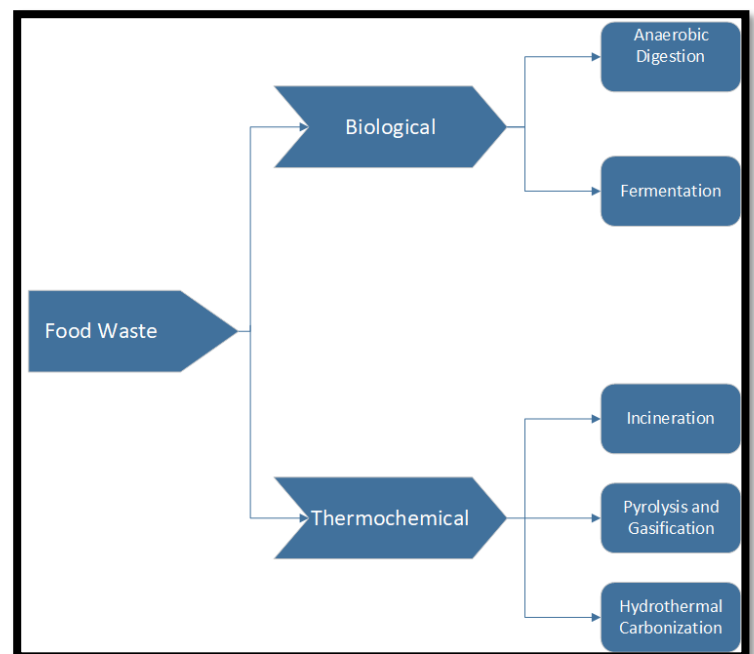 Food Waste
Biological
Anaerobic
Digestion
Fermentation
Thermochemical
Incineration
Pyrolysis and
Gasification
Hydrothermal
Carbonization